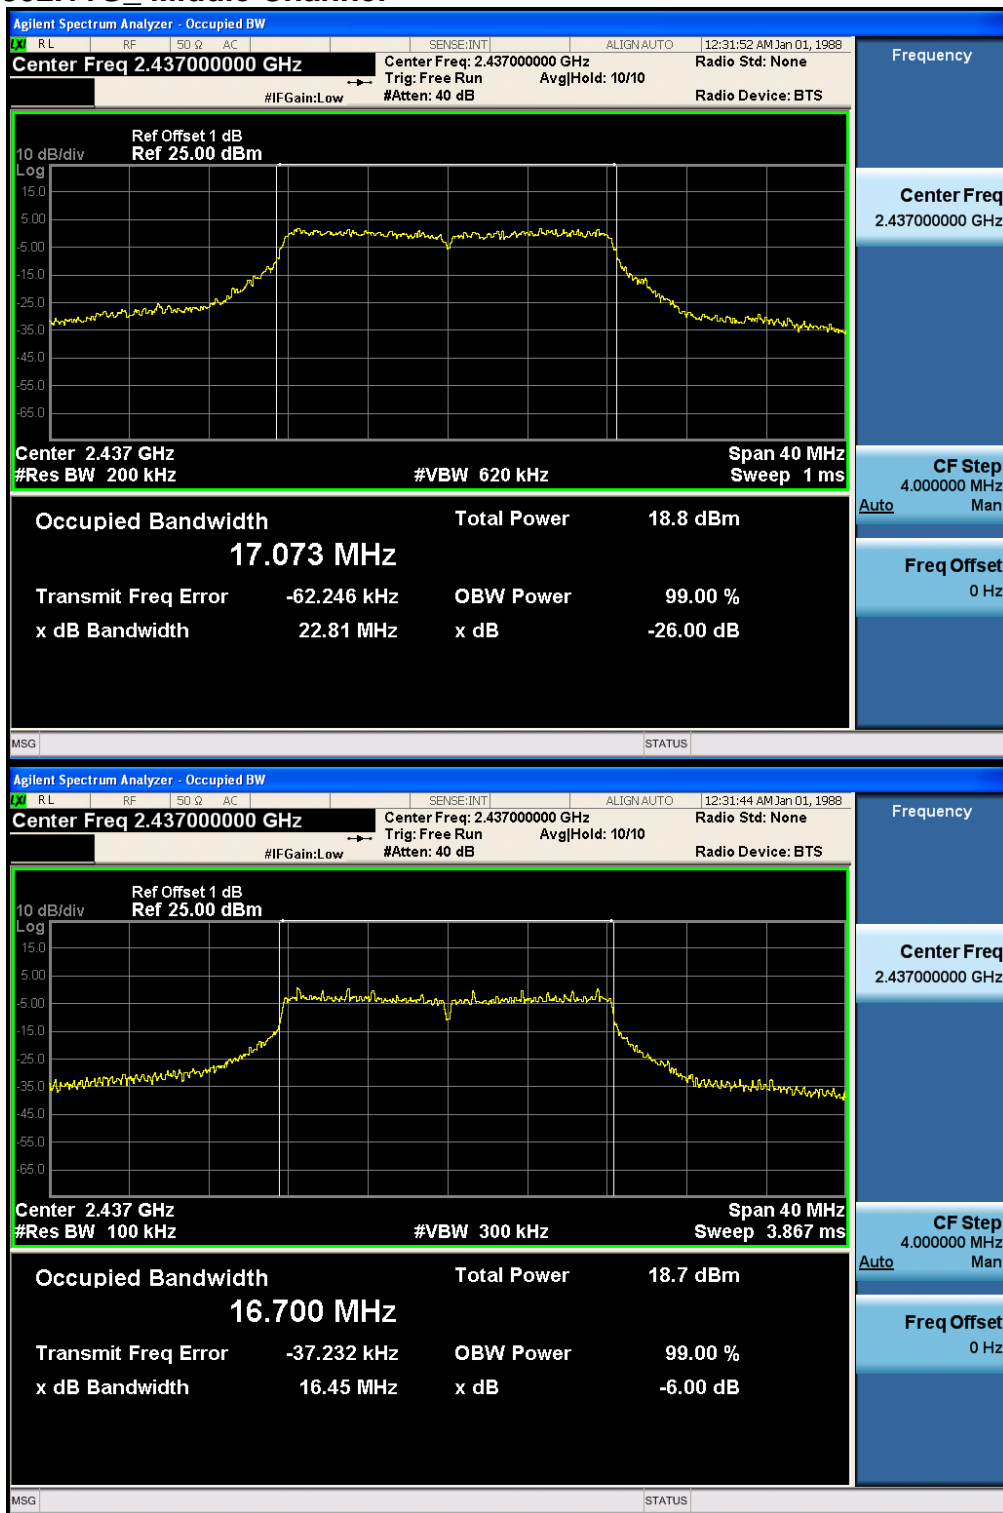 Agilent Spectrum Analyzer - Occupied BW
LXI RL RF 50 Ω AC SENSE:INT ALIGN AUTO 12:31:52 AM Jan 01, 1988
Center Freq 2.437000000 GHz
Center Freq: 2.437000000 GHz Radio Std: None
Trig: Free Run Avg|Hold: 10/10
#IFGain:Low #Atten: 40 dB Radio Device: BTS
Frequency
Ref Offset 1 dB
10 dB/div Ref 25.00 dBm
Log
15.0
5.00
-5.00
-15.0
-25.0
-35.0
-45.0
-55.0
-65.0
Center 2.437 GHz Span 40 MHz
#Res BW 200 kHz #VBW 620 kHz Sweep 1 ms
Center Freq
2.437000000 GHz
CF Step
4.000000 MHz
Auto Man
Freq Offset
0 Hz
Occupied Bandwidth Total Power 18.8 dBm
17.073 MHz
Transmit Freq Error -62.246 kHz OBW Power 99.00 %
x dB Bandwidth 22.81 MHz x dB -26.00 dB
MSG STATUS
Agilent Spectrum Analyzer - Occupied BW
LXI RL RF 50 Ω AC SENSE:INT ALIGN AUTO 12:31:44 AM Jan 01, 1988
Center Freq 2.437000000 GHz
Center Freq: 2.437000000 GHz Radio Std: None
Trig: Free Run Avg|Hold: 10/10
#IFGain:Low #Atten: 40 dB Radio Device: BTS
Frequency
Ref Offset 1 dB
10 dB/div Ref 25.00 dBm
Log
15.0
5.00
-5.00
-15.0
-25.0
-35.0
-45.0
-55.0
-65.0
Center 2.437 GHz Span 40 MHz
#Res BW 100 kHz #VBW 300 kHz Sweep 3.867 ms
Center Freq
2.437000000 GHz
CF Step
4.000000 MHz
Auto Man
Freq Offset
0 Hz
Occupied Bandwidth Total Power 18.7 dBm
16.700 MHz
Transmit Freq Error -37.232 kHz OBW Power 99.00 %
x dB Bandwidth 16.45 MHz x dB -6.00 dB
MSG STATUS